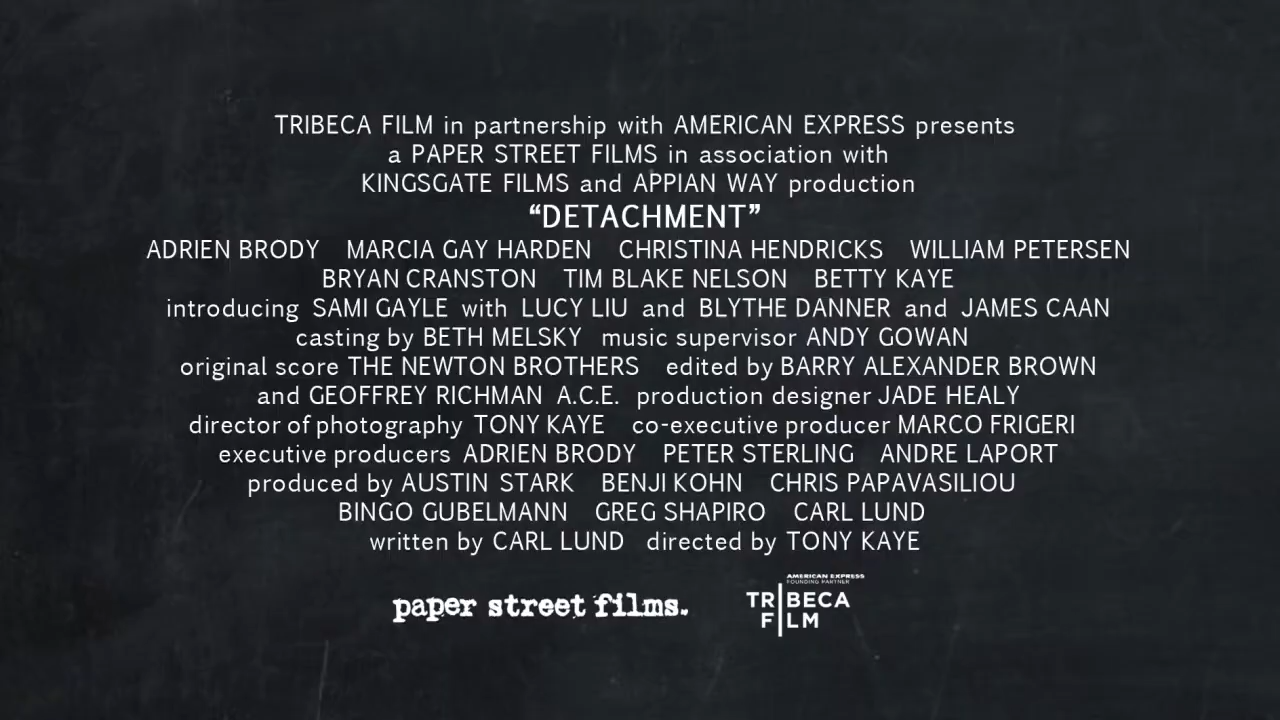 TRIBECA FILM in partnership with AMERICAN EXPRESS presents
a PAPER STREET FILMS in association with
KINGSGATE FILMS and APPIAN WAY production
“DETACHMENT”
ADRIEN BRODY MARCIA GAY HARDEN CHRISTINA HENDRICKS WILLIAM PETERSEN
BRYAN CRANSTON TIM BLAKE NELSON BETTY KAYE
introducing SAMI GAYLE with LUCY LIU and BLYTHE DANNER and JAMES CAAN
casting by BETH MELSKY music supervisor ANDY GOWAN
original score THE NEWTON BROTHERS edited by BARRY ALEXANDER BROWN
and GEOFFREY RICHMAN A.C.E. production designer JADE HEALY
director of photography TONY KAYE co-executive producer MARCO FRIGERI
executive producers ADRIEN BRODY PETER STERLING ANDRE LAPORT
produced by AUSTIN STARK BENJI KOHN CHRIS PAPAVASILIOU
BINGO GUBELMANN GREG SHAPIRO CARL LUND
written by CARL LUND directed by TONY KAYE
paper street films.
AMERICAN EXPRESS
FOUNDING PARTNER
TRIBECA
FILM